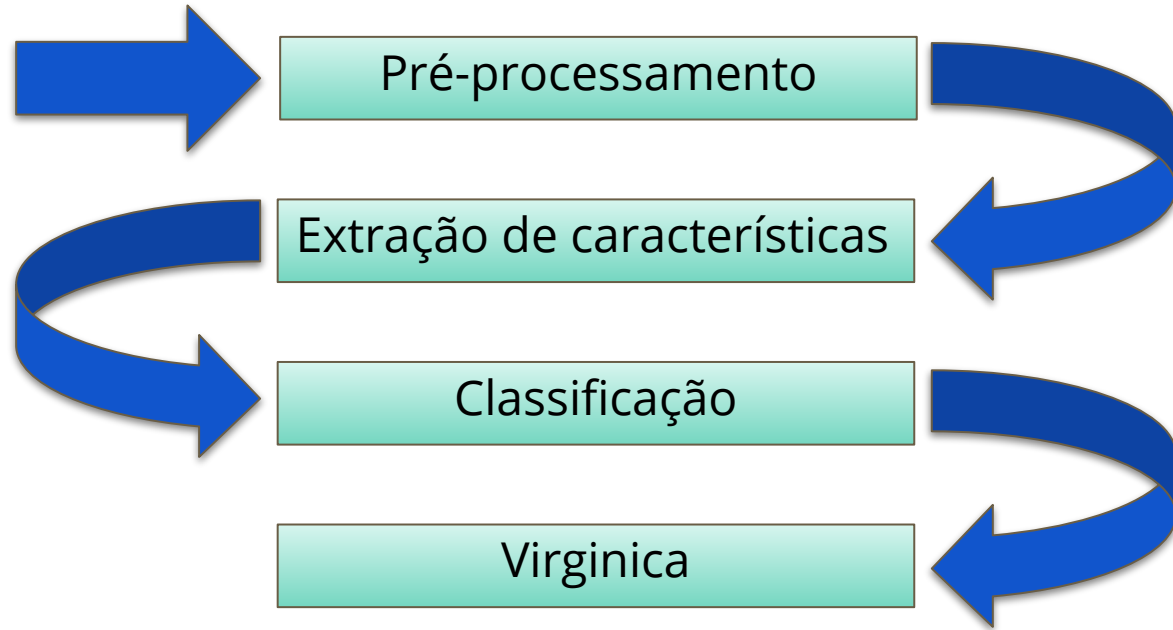 Pré-processamento
Extração de características
Classificação
Virginica